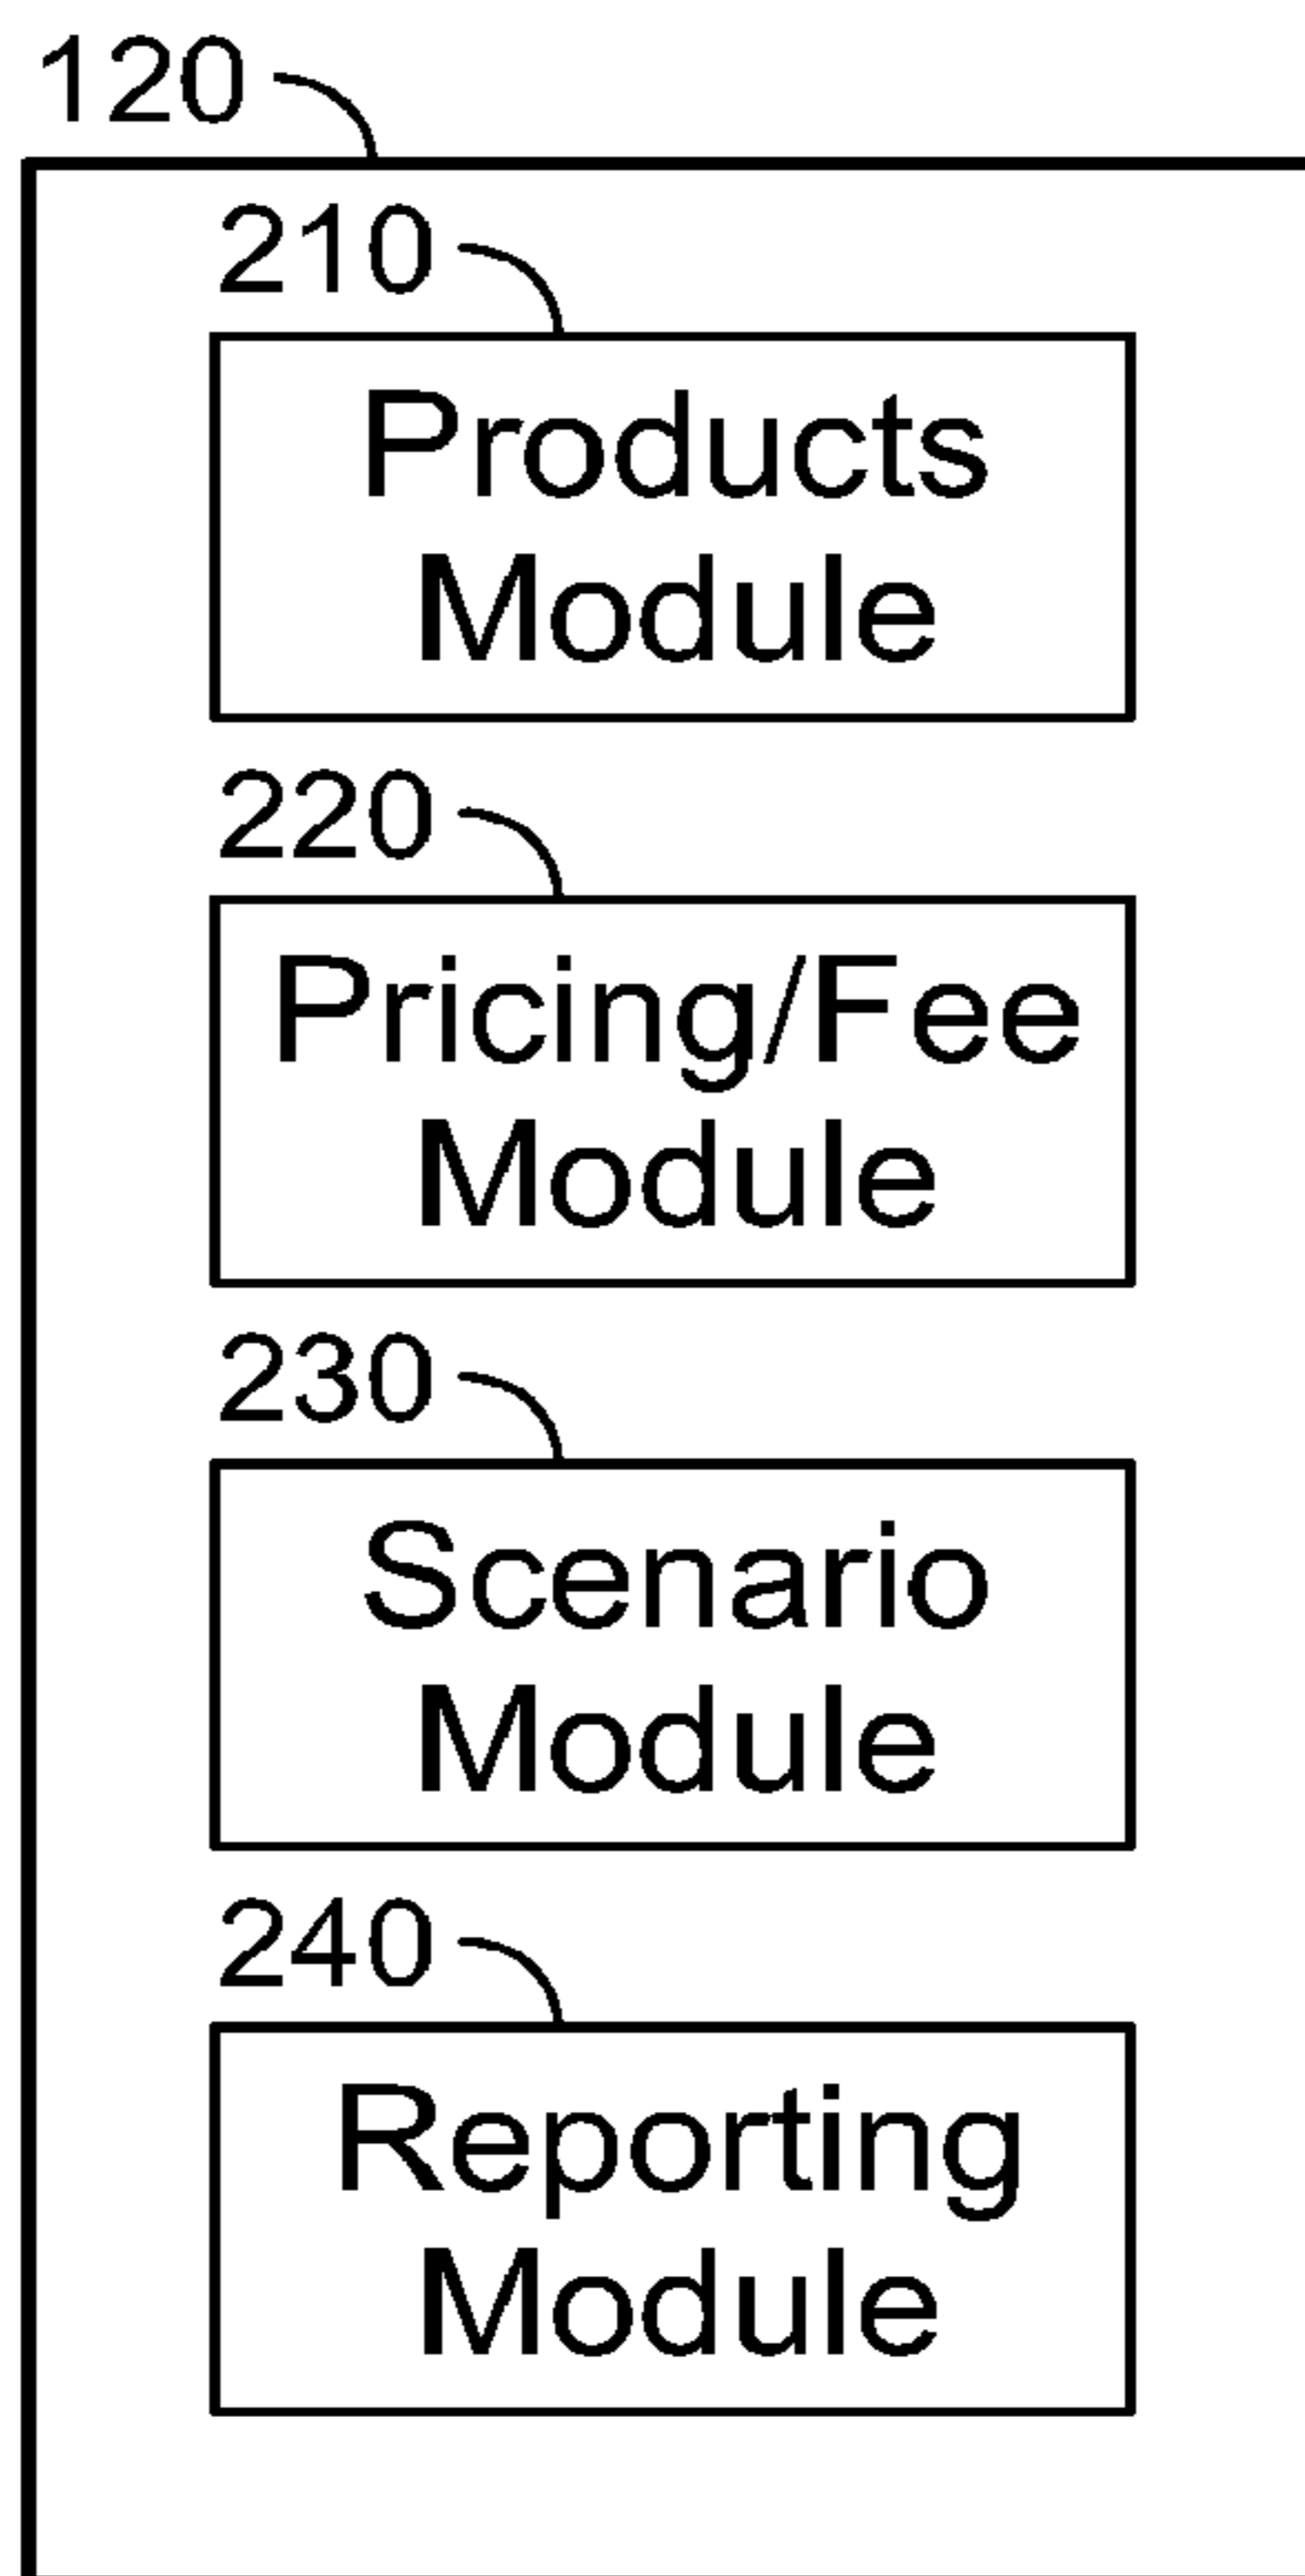 120
210
Products
Module
220
Pricing/Fee
Module
230
Scenario
Module
240
Reporting
Module